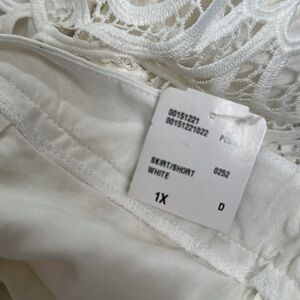 00151221
00151221022
SKIRT/SHORT 0252
WHITE
1X D